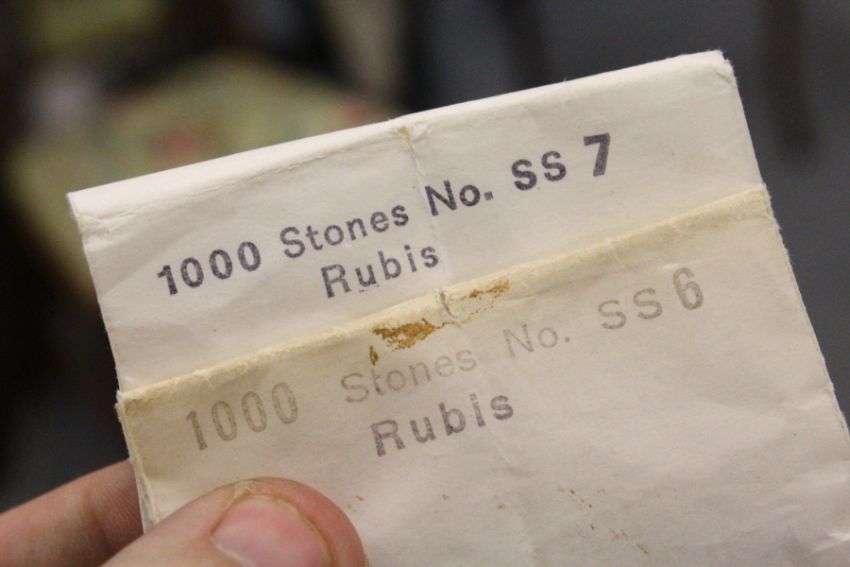 1000 Stones No. SS 7
Rubis
1000 Stones No. SS 6
Rubis